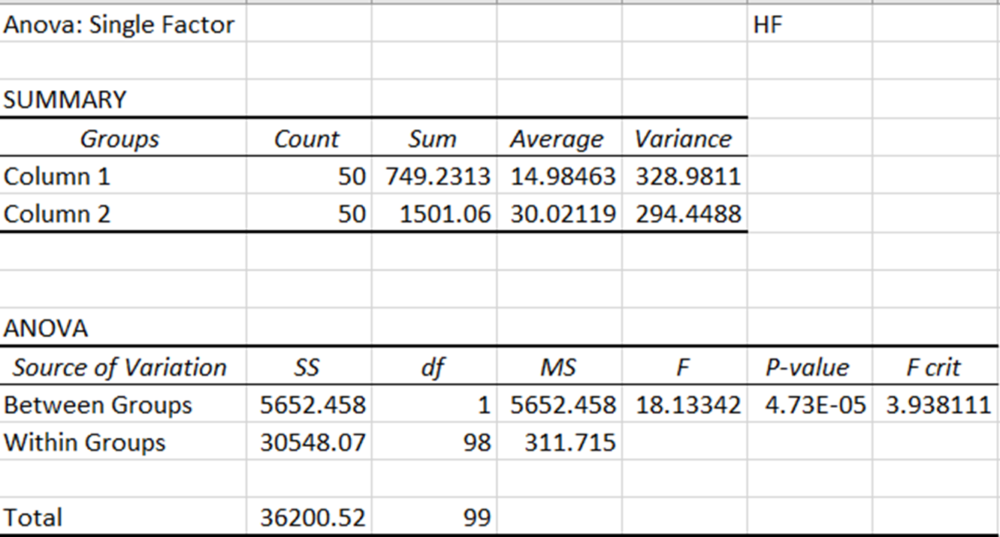 Anova: Single Factor HF
SUMMARY
Groups Count Sum Average Variance
Column 1 50 749.2313 14.98463 328.9811
Column 2 50 1501.06 30.02119 294.4488
ANOVA
Source of Variation SS df MS F P-value F crit
Between Groups 5652.458 1 5652.458 18.13342 4.73E-05 3.938111
Within Groups 30548.07 98 311.715
Total 36200.52 99